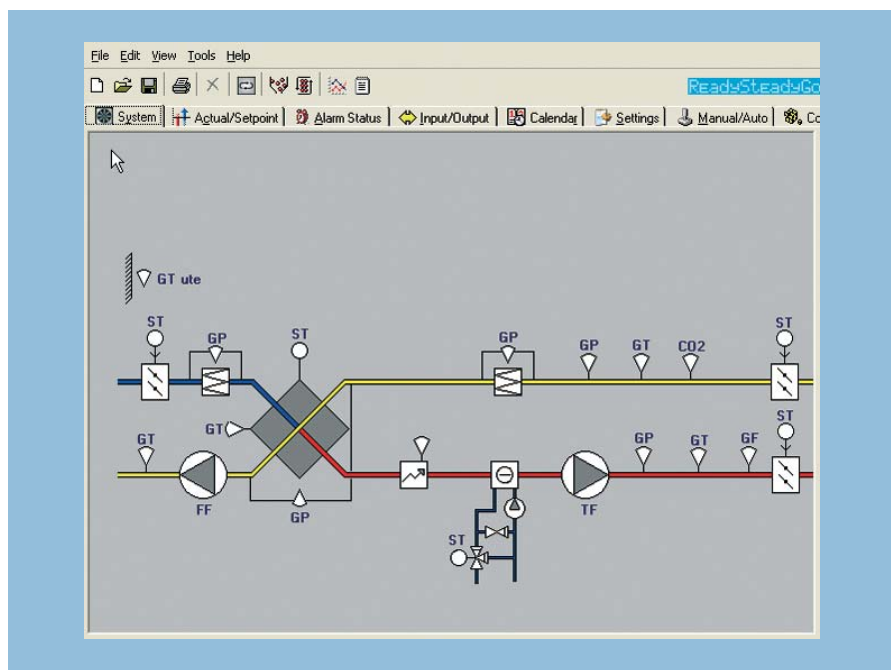 File Edit View Tools Help
ReadySteadyGo
System Actual/Setpoint Alarm Status Input/Output Calendar Settings Manual/Auto Co
GT ute
ST
GP ST GP GP GT CO2 ST
GT
GT GP GT GF ST
FF GP TF
ST